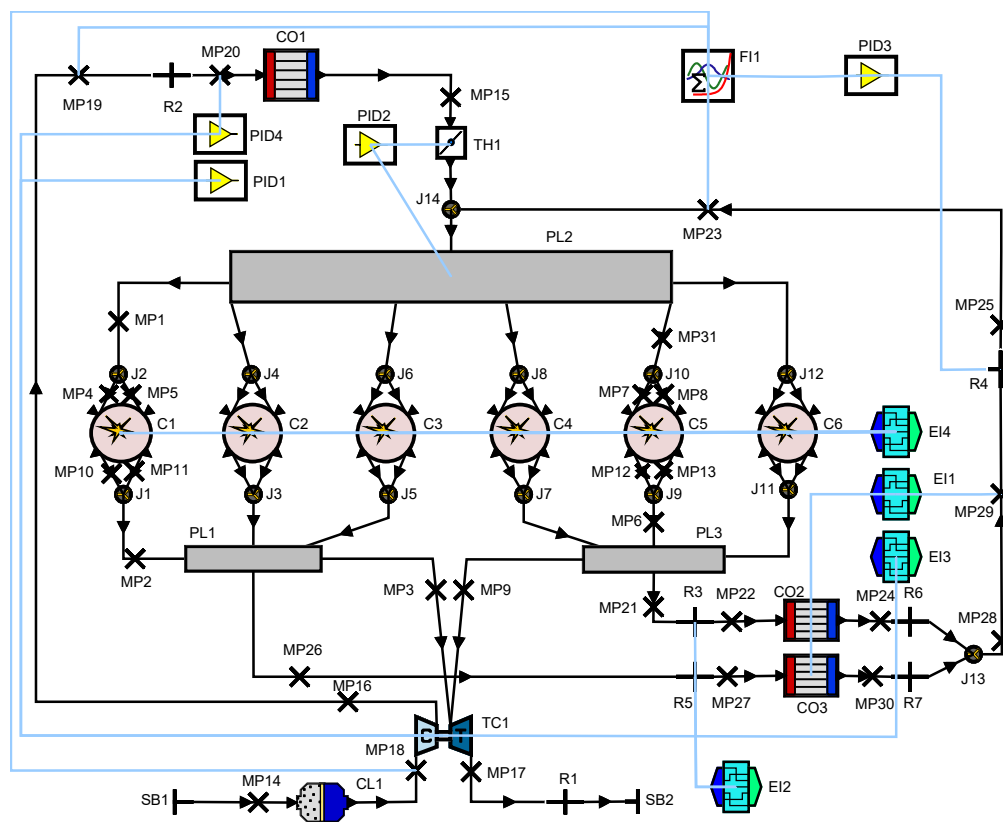 CO1
MP20
FI1
PID3
MP19
R2
MP15
PID2
PID4
TH1
PID1
J14
MP23
PL2
MP25
MP1
MP31
R4
J2
J4
J6
J8
J10
J12
MP4
MP5
MP7
MP8
C1
C2
C3
C4
C5
C6
EI4
MP10
MP11
MP12
MP13
J1
J3
J5
J7
J9
J11
EI1
MP29
MP6
PL1
PL3
MP2
EI3
MP3
MP9
MP21
R3
MP22
CO2
MP24
R6
MP28
MP26
J13
MP16
R5
MP27
CO3
MP30
R7
C
T
TC1
MP18
MP17
SB1
MP14
CL1
R1
SB2
EI2